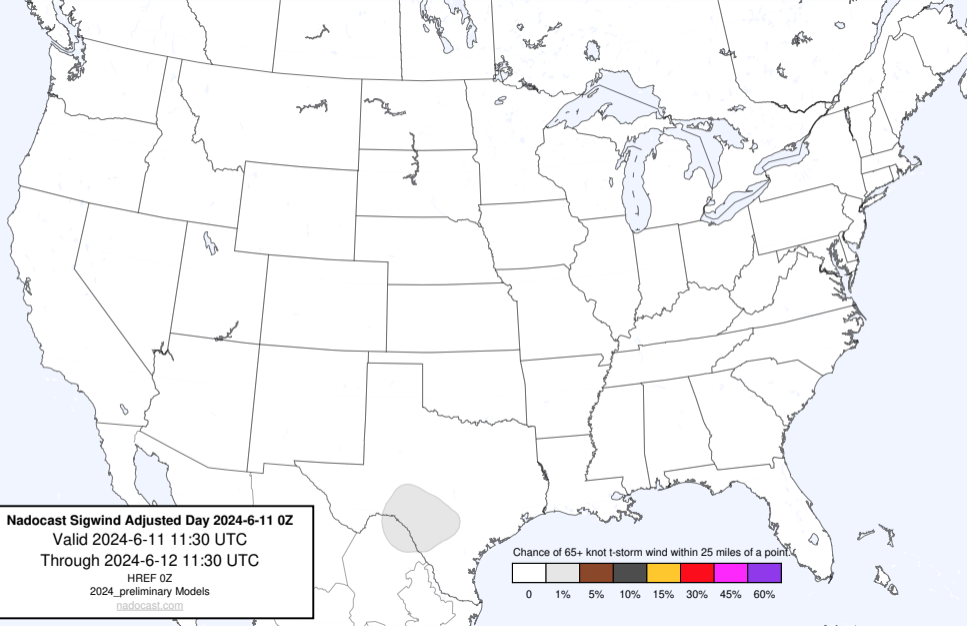 Nadocast Sigwind Adjusted Day 2024-6-11 0Z
Valid 2024-6-11 11:30 UTC
Through 2024-6-12 11:30 UTC
HREF 0Z
2024_preliminary Models
nadocast.com
Chance of 65+ knot t-storm wind within 25 miles of a point.
0 1% 5% 10% 15% 30% 45% 60%